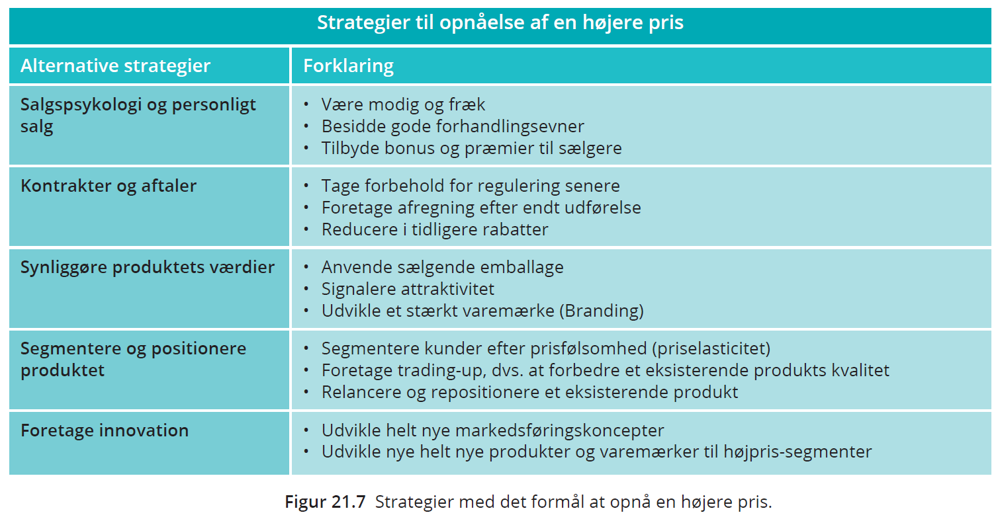 Strategier til opnåelse af en højere pris
Alternative strategier
Forklaring
Salgspsykologi og personligt
salg
• Være modig og fræk
• Besidde gode forhandlingsevner
• Tilbyde bonus og præmier til sælgere
Kontrakter og aftaler
• Tage forbehold for regulering senere
• Foretage afregning efter endt udførelse
• Reducere i tidligere rabatter
Synliggøre produktets værdier
• Anvende sælgende emballage
• Signalere attraktivitet
• Udvikle et stærkt varemærke (Branding)
Segmentere og positionere
produktet
• Segmentere kunder efter prisfølsomhed (priselasticitet)
• Foretage trading-up, dvs. at forbedre et eksisterende produkts kvalitet
• Relancere og repositionere et eksisterende produkt
Foretage innovation
• Udvikle helt nye markedsføringskoncepter
• Udvikle nye helt nye produkter og varemærker til højpris-segmenter
Figur 21.7 Strategier med det formål at opnå en højere pris.